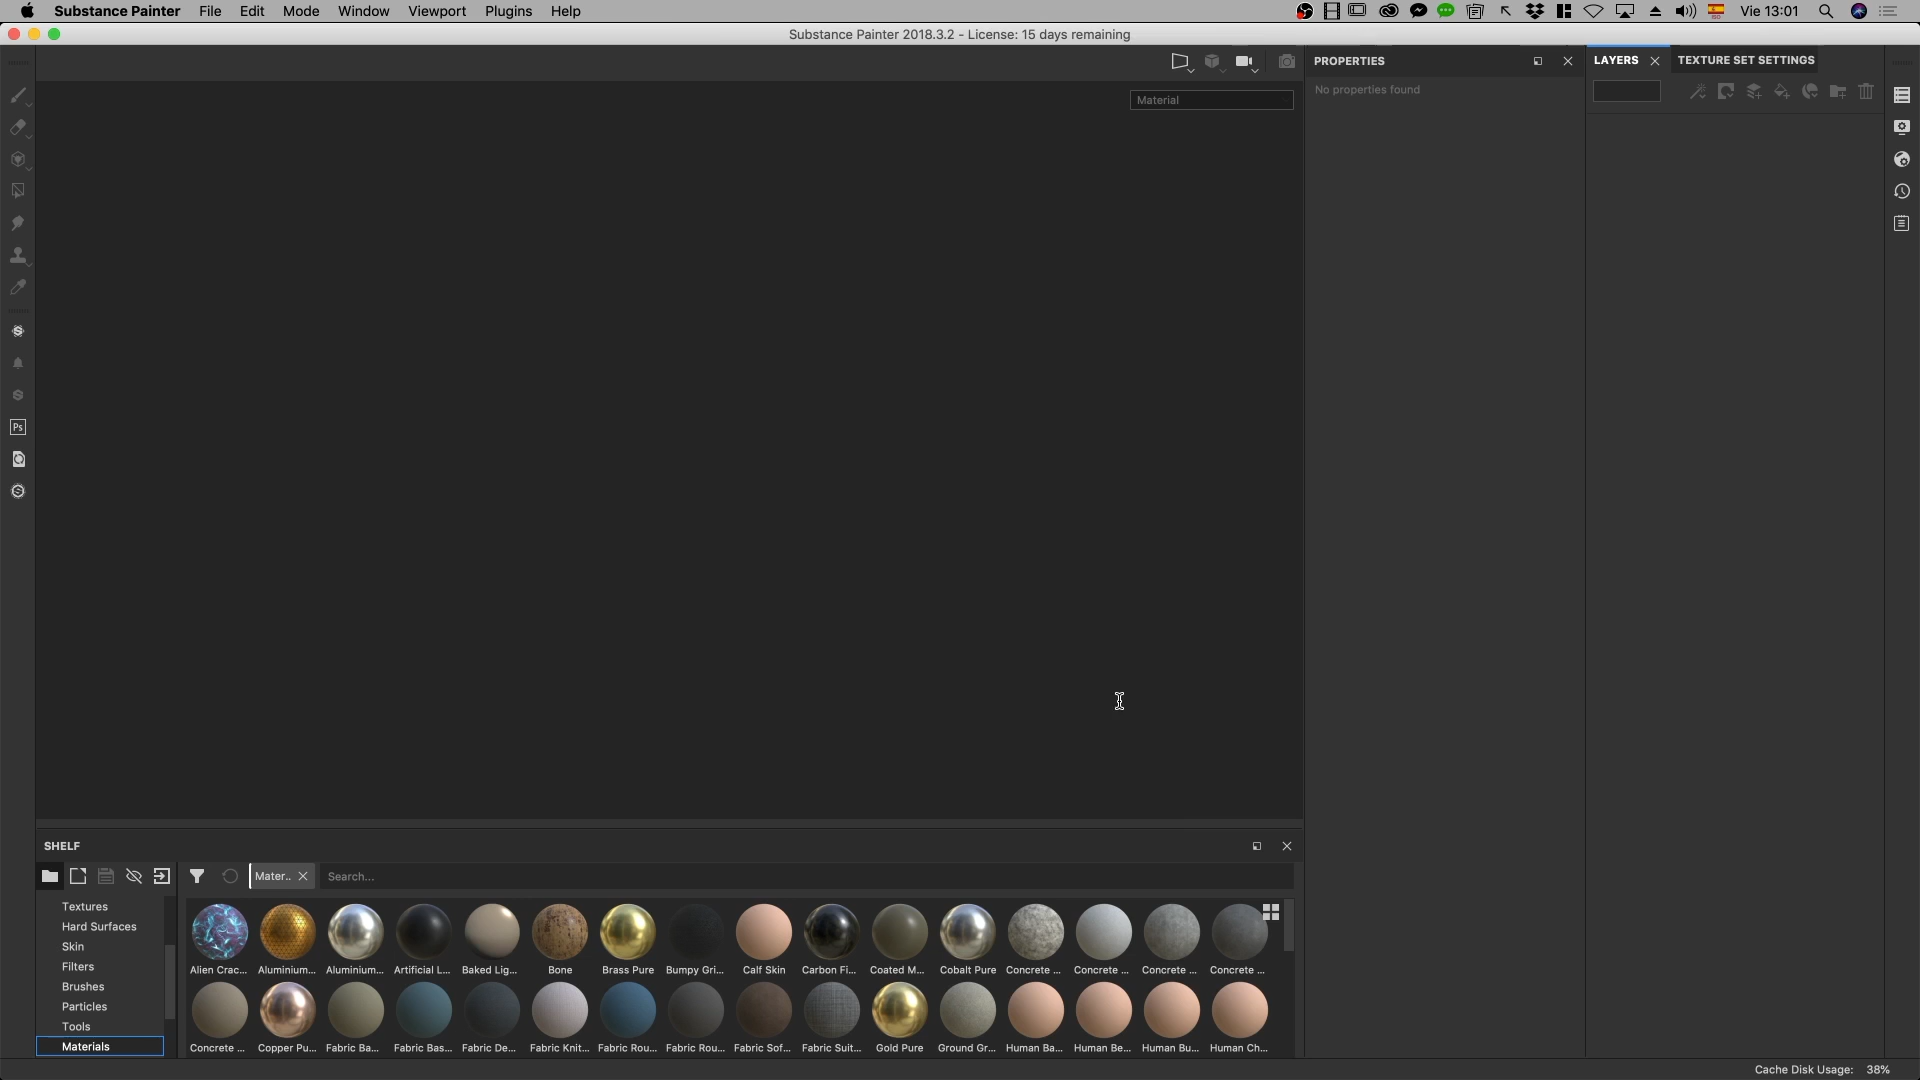 Substance Painter File Edit Mode Window Viewport Plugins Help Vie 13:01
Substance Painter 2018.3.2 - License: 15 days remaining
PROPERTIES
LAYERS TEXTURE SET SETTINGS
No properties found
Material
Ps
SHELF
Mater.. Search...
Textures
Hard Surfaces
Skin
Filters
Brushes
Particles
Tools
Materials
Alien Crac... Aluminium... Aluminium... Artificial L... Baked Lig... Bone Brass Pure Bumpy Gri... Calf Skin Carbon Fi... Coated M... Cobalt Pure Concrete ... Concrete ... Concrete ... Concrete ...
Concrete ... Copper Pu... Fabric Ba... Fabric Bas... Fabric De... Fabric Knit... Fabric Rou... Fabric Rou... Fabric Sof... Fabric Suit... Gold Pure Ground Gr... Human Ba... Human Be... Human Bu... Human Ch...
Cache Disk Usage: 38%